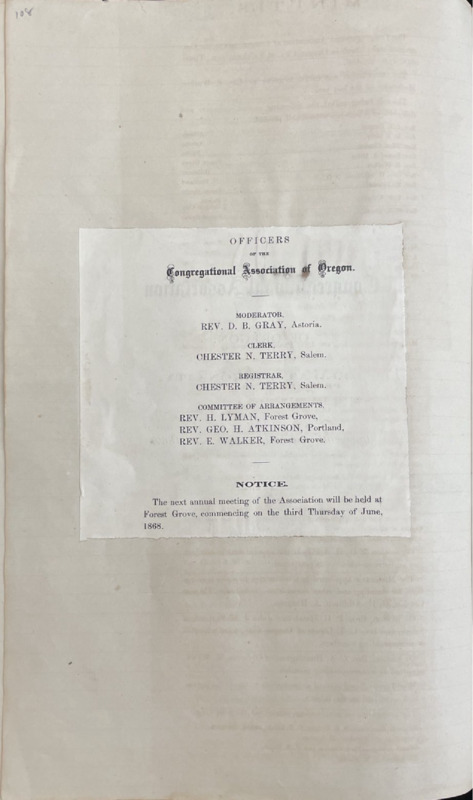 108
OFFICERS
OF THE
Congregational Association of Oregon.
MODERATOR,
REV. D. B. GRAY, Astoria.
CLERK,
CHESTER N. TERRY, Salem.
REGISTRAR,
CHESTER N. TERRY, Salem.
COMMITTEE OF ARRANGEMENTS,
REV. H. LYMAN, Forest Grove,
REV. GEO. H. ATKINSON, Portland,
REV. E. WALKER, Forest Grove.
NOTICE.
The next annual meeting of the Association will be held at
Forest Grove, commencing on the third Thursday of June,
1868.